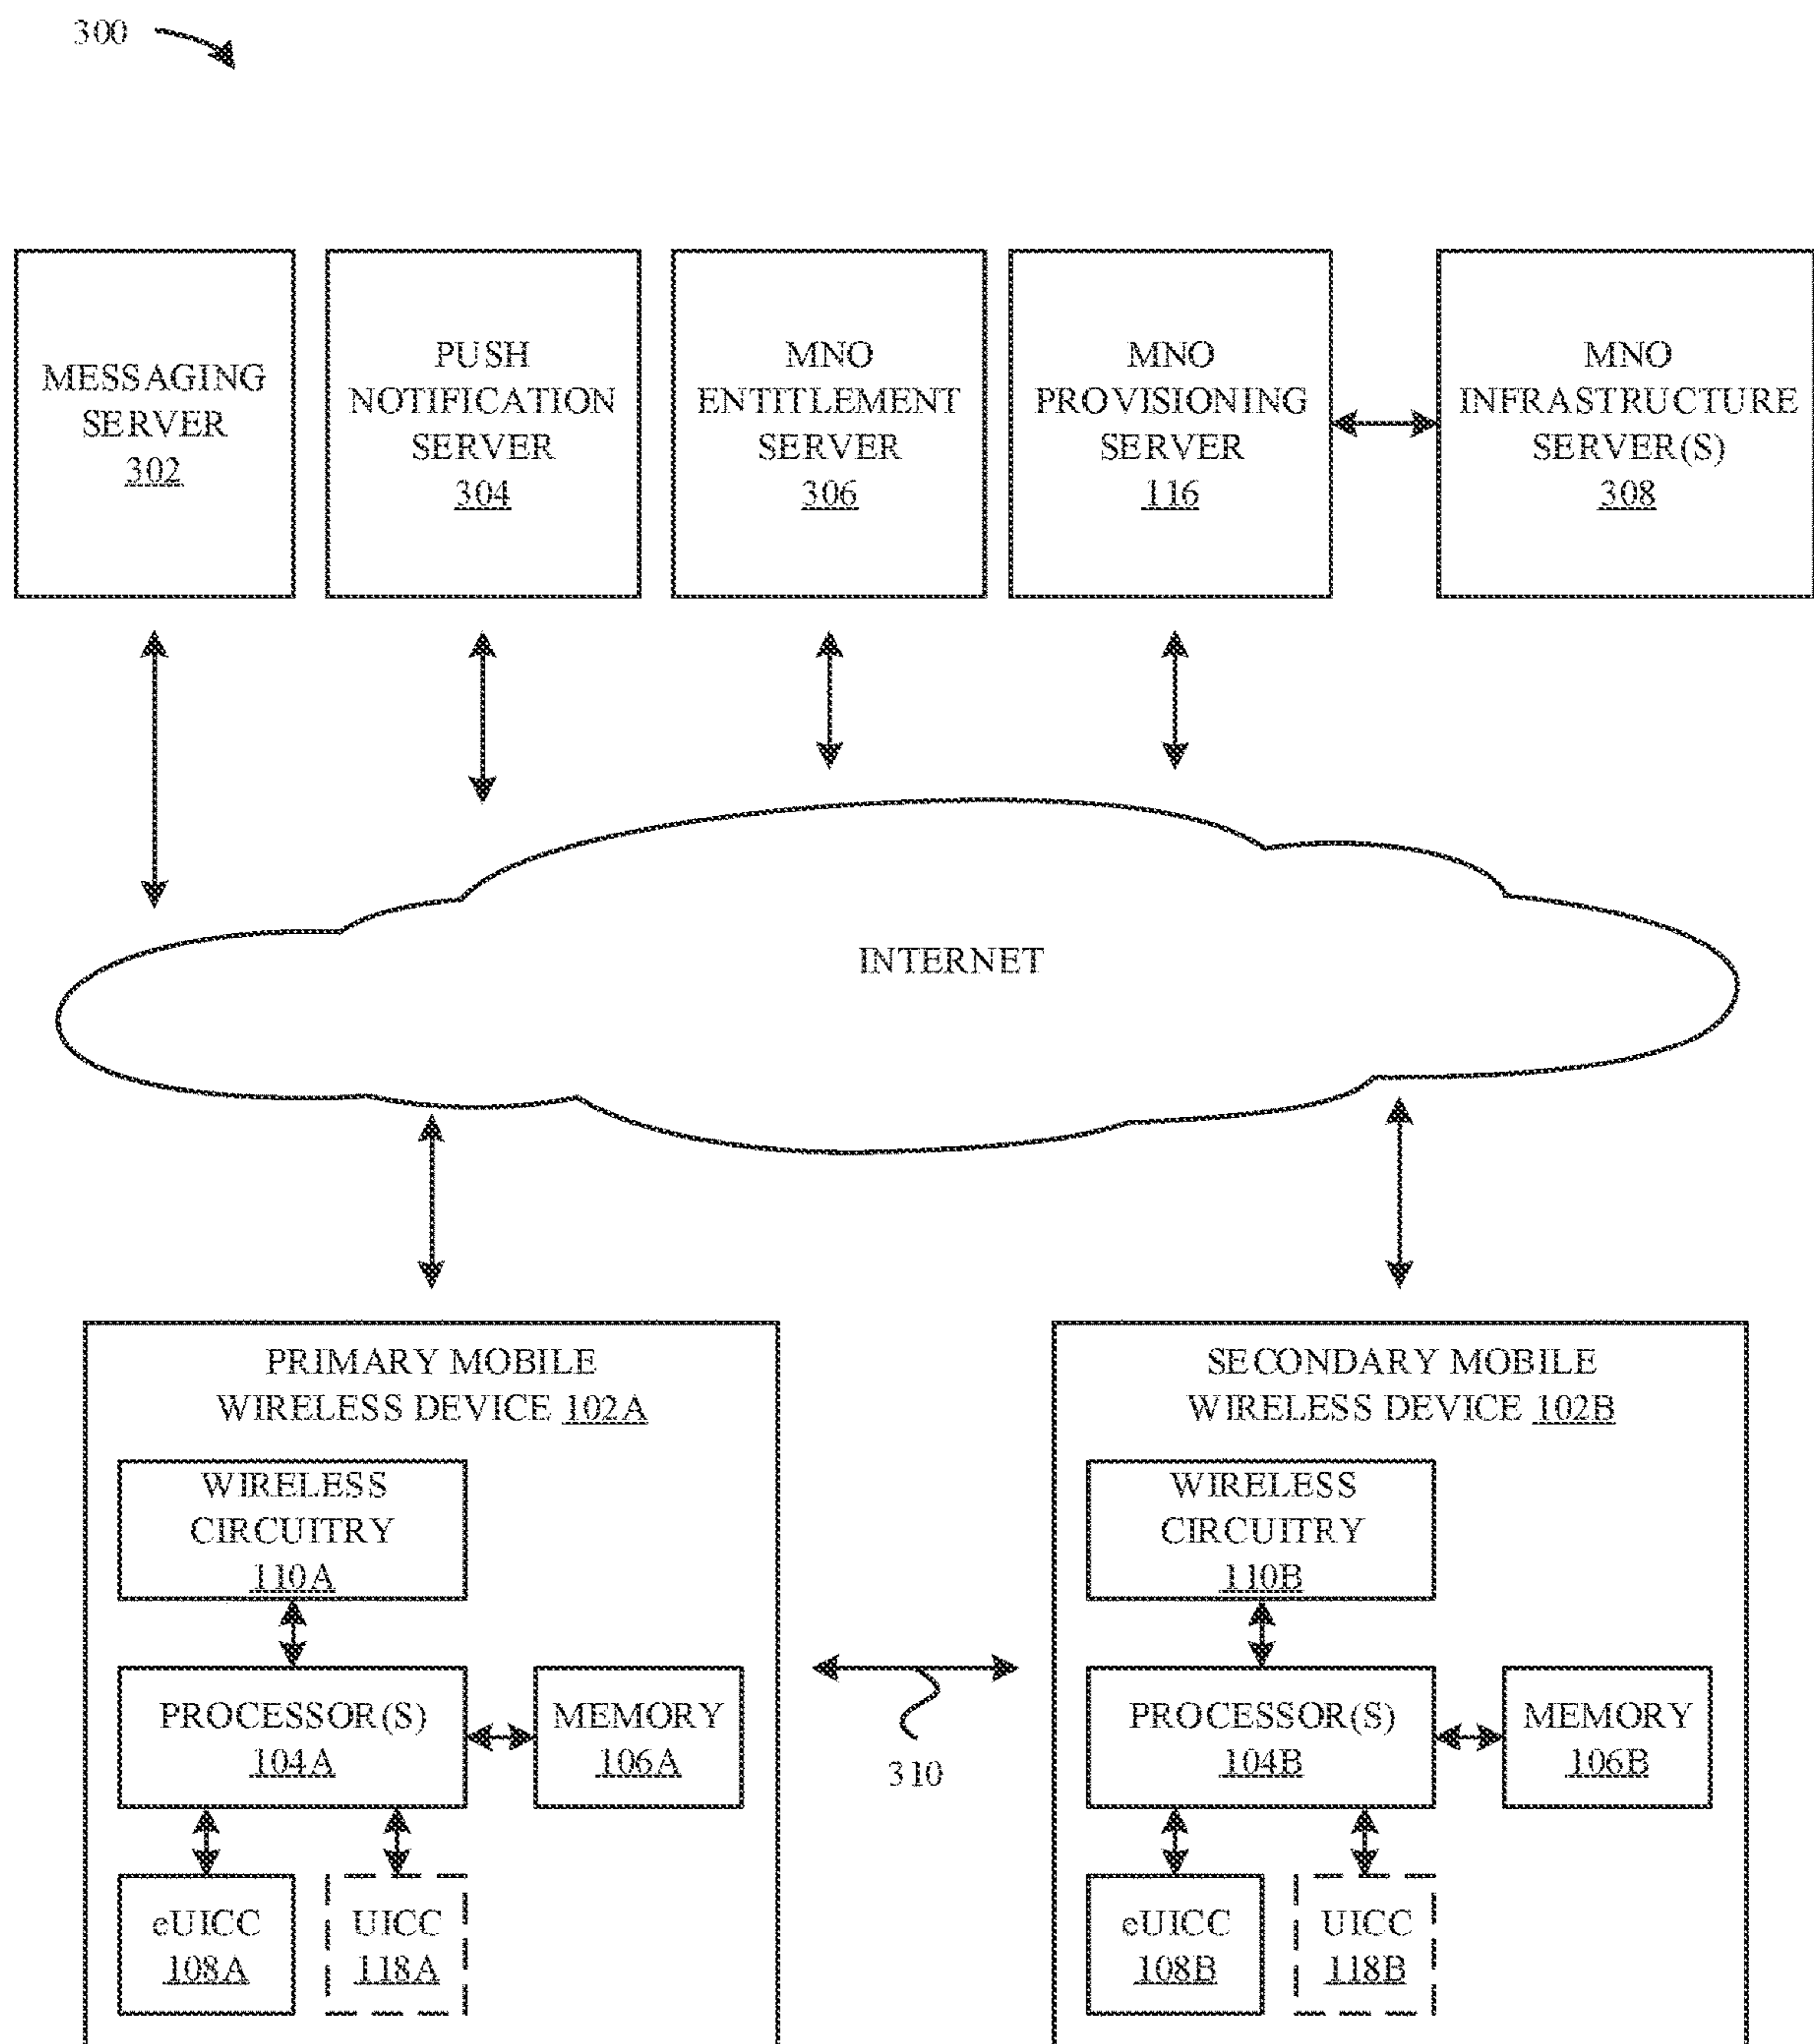 300
MESSAGING
SERVER
302
PUSH
NOTIFICATION
SERVER
304
MNO
ENTITLEMENT
SERVER
306
MNO
PROVISIONING
SERVER
116
MNO
INFRASTRUCTURE
SERVER(S)
308
INTERNET
PRIMARY MOBILE
WIRELESS DEVICE 102A
WIRELESS
CIRCUITRY
110A
PROCESSOR(S)
104A
MEMORY
106A
eUICC
108A
UICC
118A
310
SECONDARY MOBILE
WIRELESS DEVICE 102B
WIRELESS
CIRCUITRY
110B
PROCESSOR(S)
104B
MEMORY
106B
eUICC
108B
UICC
118B